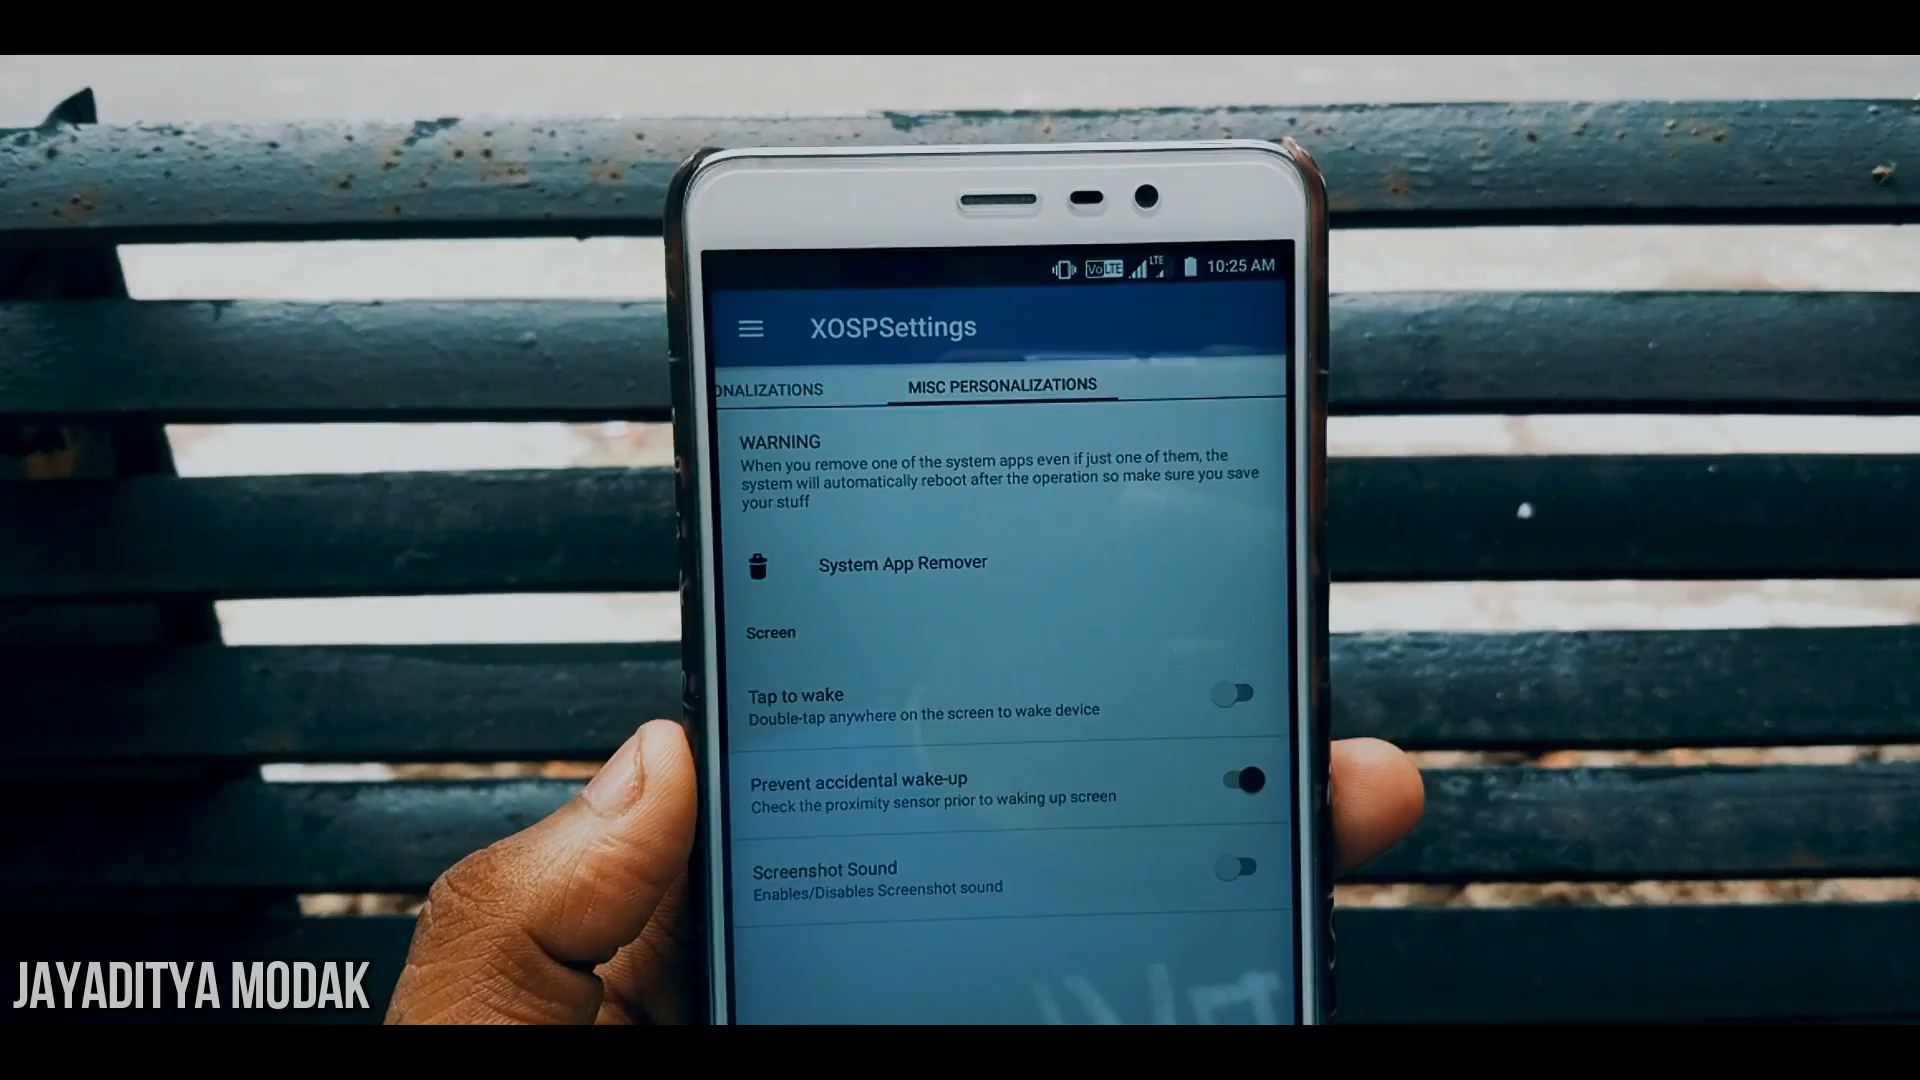 VoLTE LTE 10:25 AM
XOSPSettings
ONALIZATIONS MISC PERSONALIZATIONS
WARNING
When you remove one of the system apps even if just one of them, the
system will automatically reboot after the operation so make sure you save
your stuff
System App Remover
Screen
Tap to wake
Double-tap anywhere on the screen to wake device
Prevent accidental wake-up
Check the proximity sensor prior to waking up screen
Screenshot Sound
Enables/Disables Screenshot sound
JAYADITYA MODAK